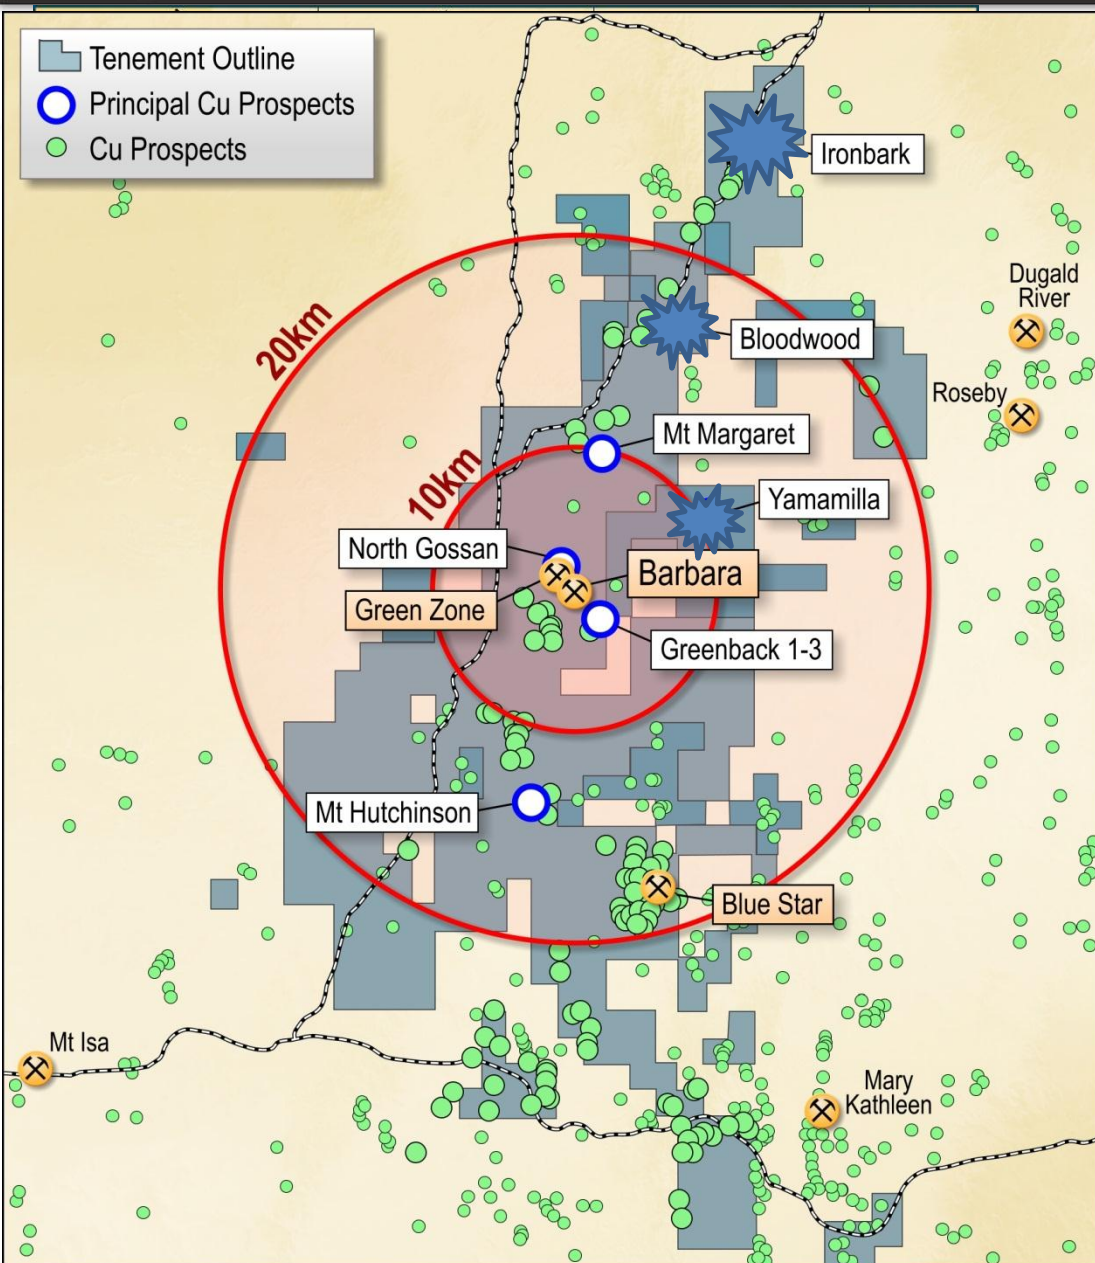 Tenement Outline
Principal Cu Prospects
Cu Prospects
Ironbark
Dugald
River
20km
Bloodwood
Roseby
Mt Margaret
10km
Yamamilla
North Gossan
Barbara
Green Zone
Greenback 1-3
Mt Hutchinson
Blue Star
Mt Isa
Mary
Kathleen